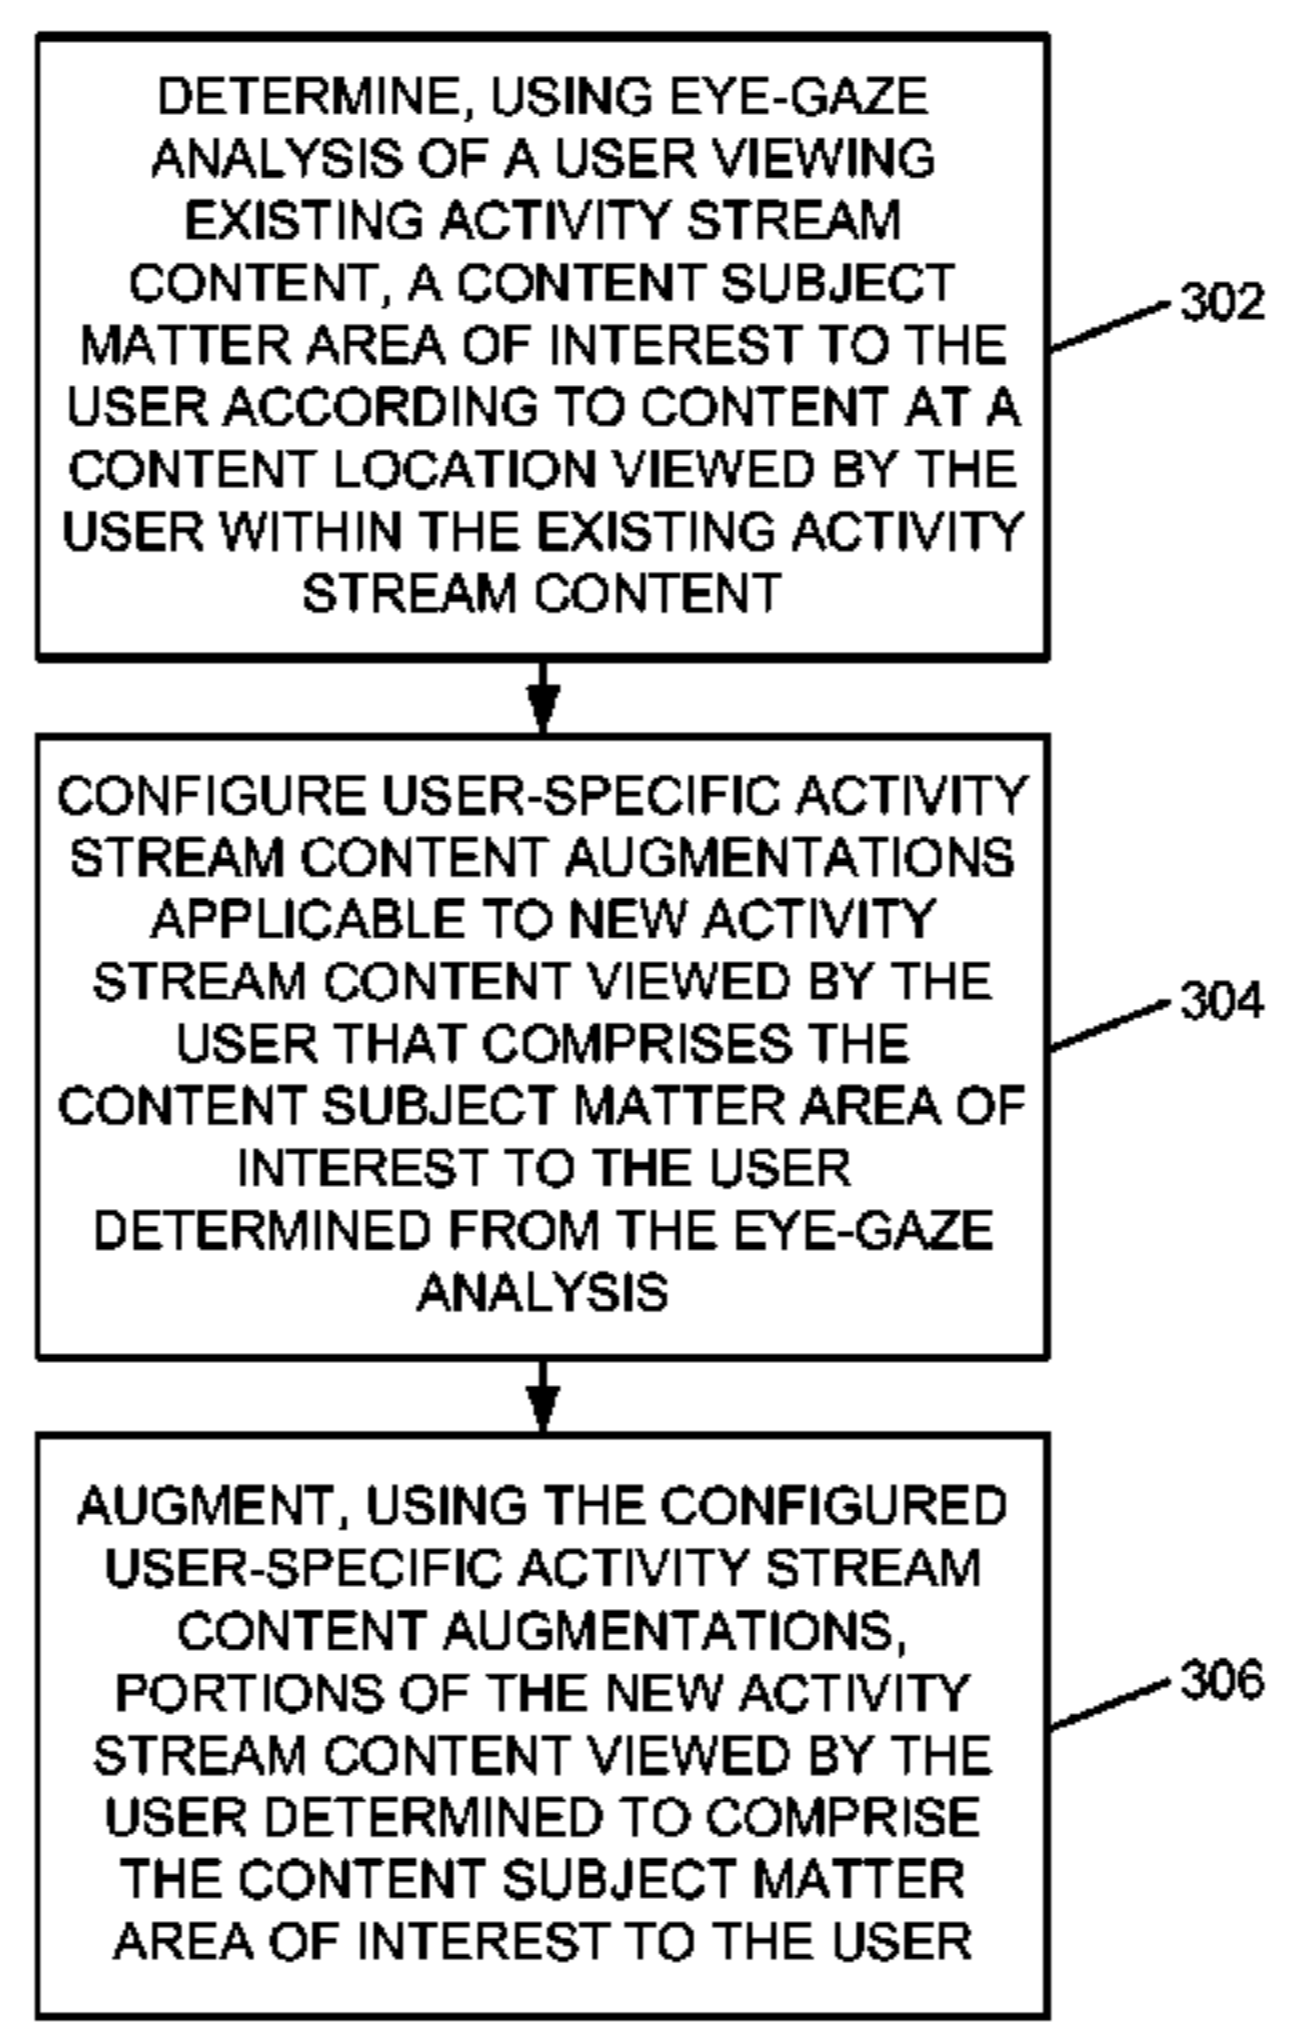 DETERMINE, USING EYE-GAZE
ANALYSIS OF A USER VIEWING
EXISTING ACTIVITY STREAM
CONTENT, A CONTENT SUBJECT
MATTER AREA OF INTEREST TO THE
USER ACCORDING TO CONTENT AT A
CONTENT LOCATION VIEWED BY THE
USER WITHIN THE EXISTING ACTIVITY
STREAM CONTENT
302
CONFIGURE USER-SPECIFIC ACTIVITY
STREAM CONTENT AUGMENTATIONS
APPLICABLE TO NEW ACTIVITY
STREAM CONTENT VIEWED BY THE
USER THAT COMPRISES THE
CONTENT SUBJECT MATTER AREA OF
INTEREST TO THE USER
DETERMINED FROM THE EYE-GAZE
ANALYSIS
304
AUGMENT, USING THE CONFIGURED
USER-SPECIFIC ACTIVITY STREAM
CONTENT AUGMENTATIONS,
PORTIONS OF THE NEW ACTIVITY
STREAM CONTENT VIEWED BY THE
USER DETERMINED TO COMPRISE
THE CONTENT SUBJECT MATTER
AREA OF INTEREST TO THE USER
306